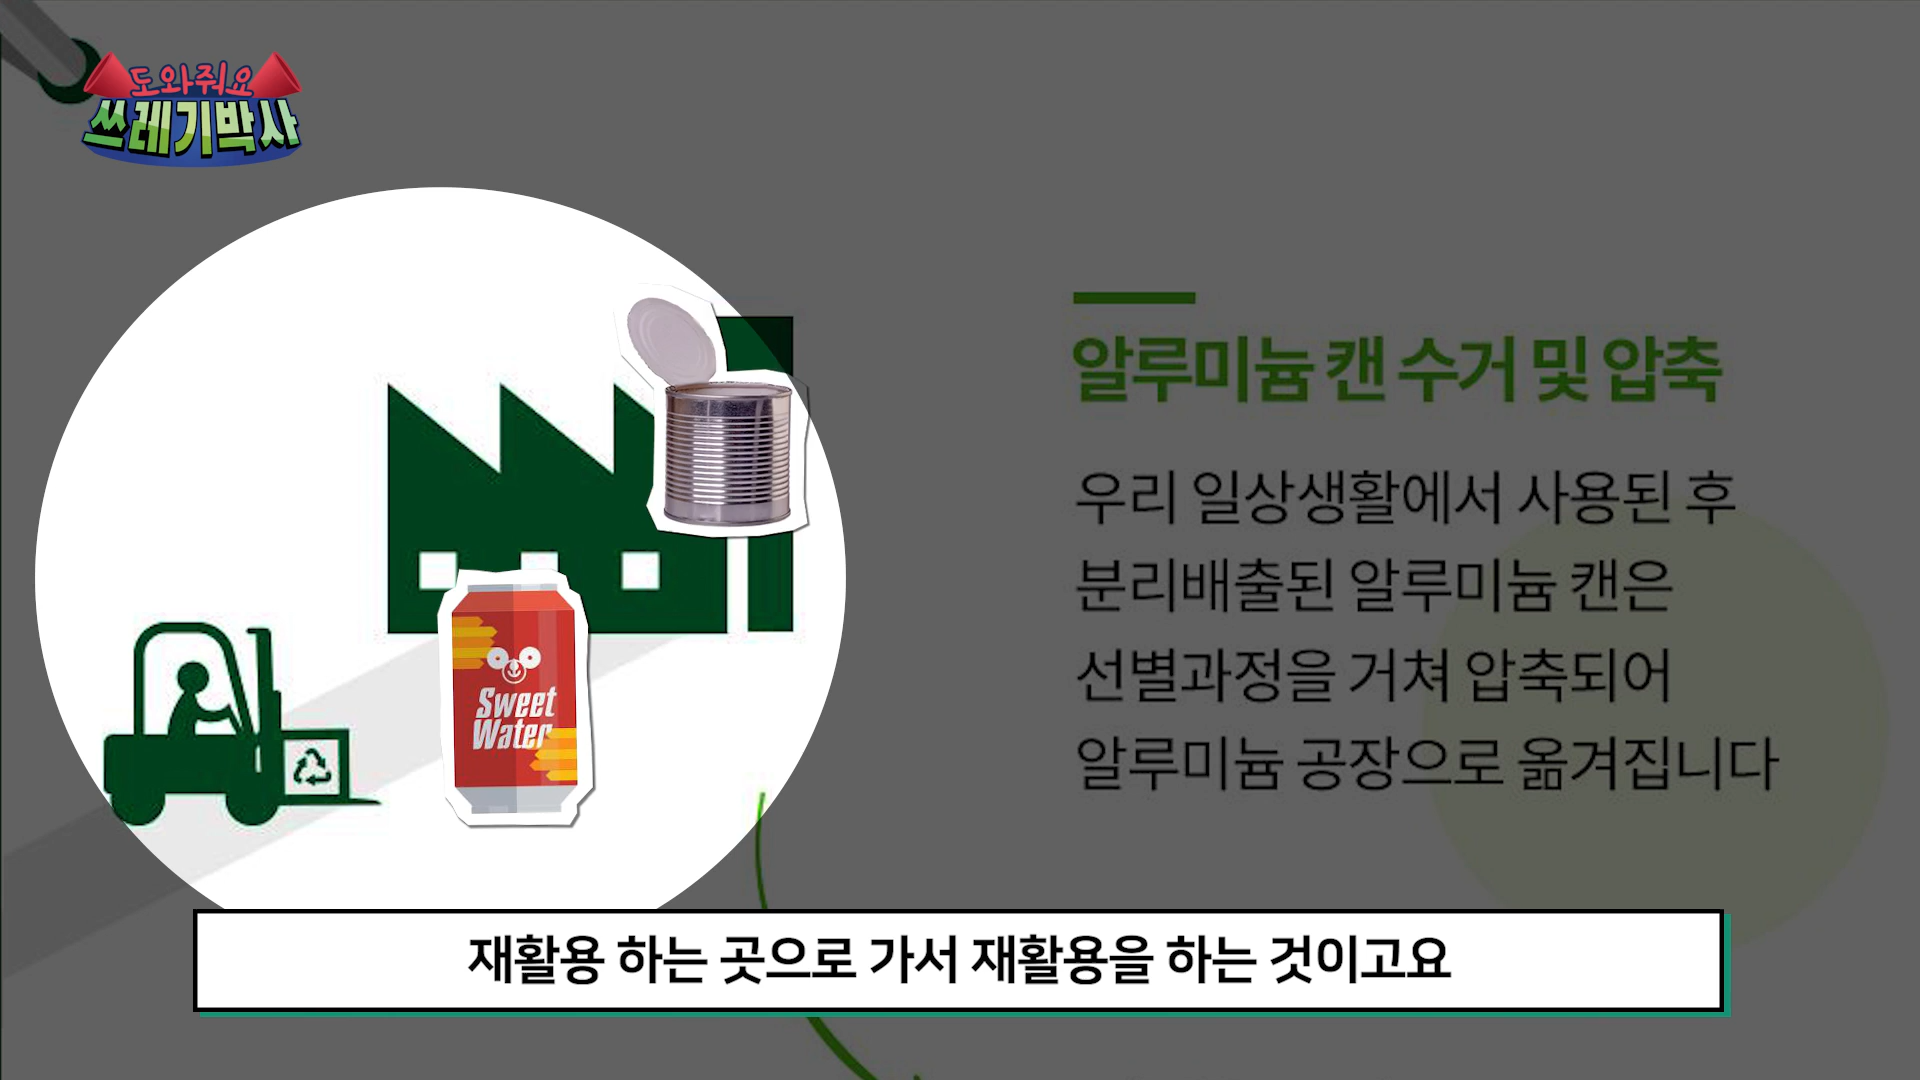 도와줘요
쓰레기박사
알루미늄 캔 수거 및 압축
우리 일상생활에서 사용된 후
분리배출된 알루미늄 캔은
선별과정을 거쳐 압축되어
알루미늄 공장으로 옮겨집니다
Sweet
Water
재활용 하는 곳으로 가서 재활용을 하는 것이고요